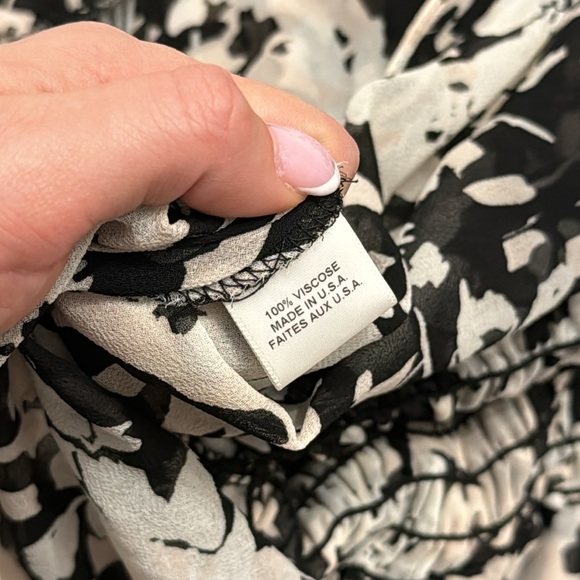 100% VISCOSE
MADE IN U.S.A.
FAITES AUX U.S.A.